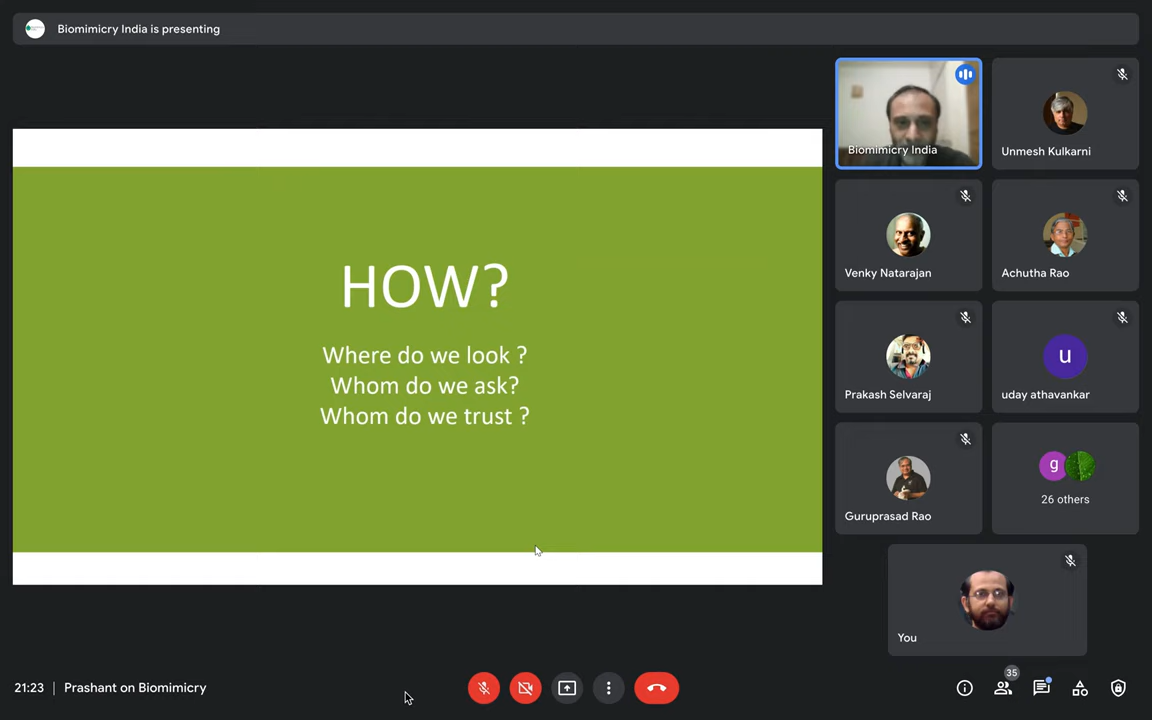 Biomimicry India is presenting
HOW?
Where do we look ?
Whom do we ask?
Whom do we trust ?
Biomimicry India
Unmesh Kulkarni
Venky Natarajan
Achutha Rao
Prakash Selvaraj
u
uday athavankar
Guruprasad Rao
g
26 others
You
21:23 | Prashant on Biomimicry
35